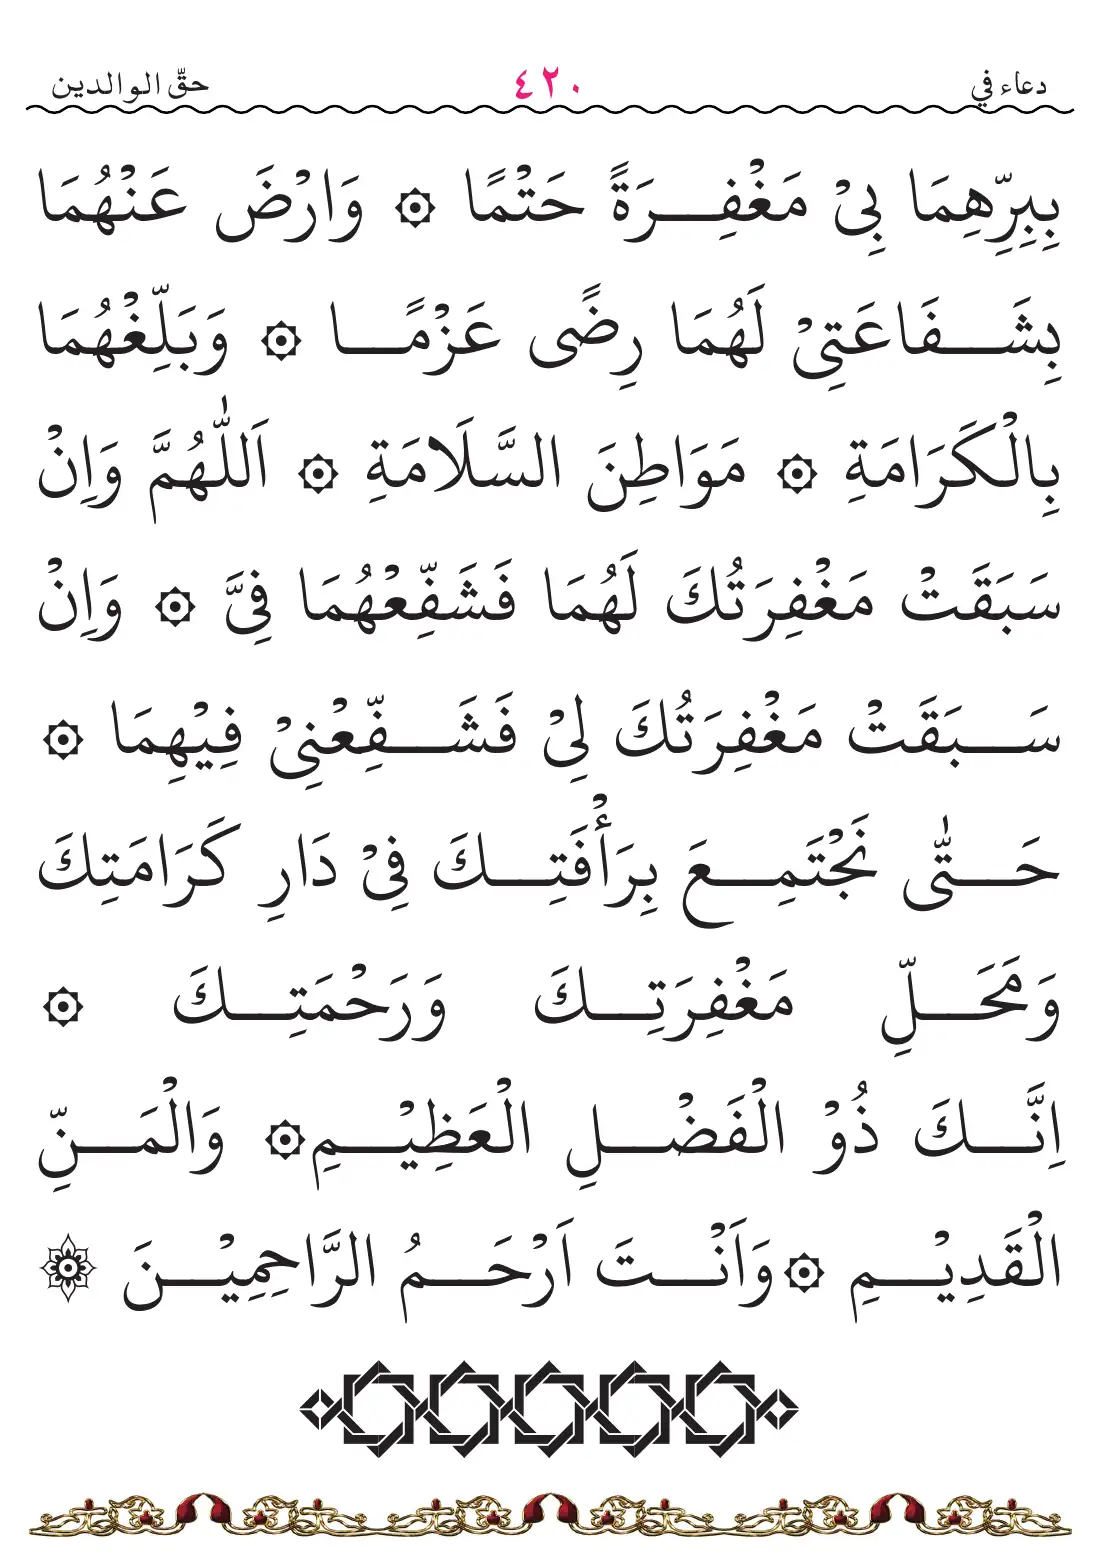 دعاء في ٤٢٠ حقّ الوالدين
بِبِرِّهِمَا بِیْ مَغْفِـــرَةً حَتْمًا ۞ وَارْضَ عَنْهُمَا
بِشَـــفَاعَتِیْ لَهُمَا رِضًی عَزْمًـــا ۞ وَبَلِّغْهُمَا
بِالْكَرَامَةِ ۞ مَوَاطِنَ السَّلَامَةِ ۞ اَللّٰهُمَّ وَاِنْ
سَبَقَتْ مَغْفِرَتُكَ لَهُمَا فَشَفِّعْهُمَا فِیَّ ۞ وَاِنْ
سَـــبَقَتْ مَغْفِرَتُكَ لِیْ فَشَـــفِّعْنِیْ فِيْهِمَا ۞
حَـــتّٰی نَجْتَمِـــعَ بِرَأْفَتِـــكَ فِیْ دَارِ كَرَامَتِكَ
وَمَحَـــلِّ مَغْفِرَتِـــكَ وَرَحْمَتِـــكَ ۞
اِنَّـــكَ ذُوْ الْفَضْـــلِ الْعَظِيْـــمِ۞ وَالْمَـــنِّ
الْقَدِيْـــمِ ۞ وَاَنْـــتَ اَرْحَـــمُ الرَّاحِمِيْـــنَ